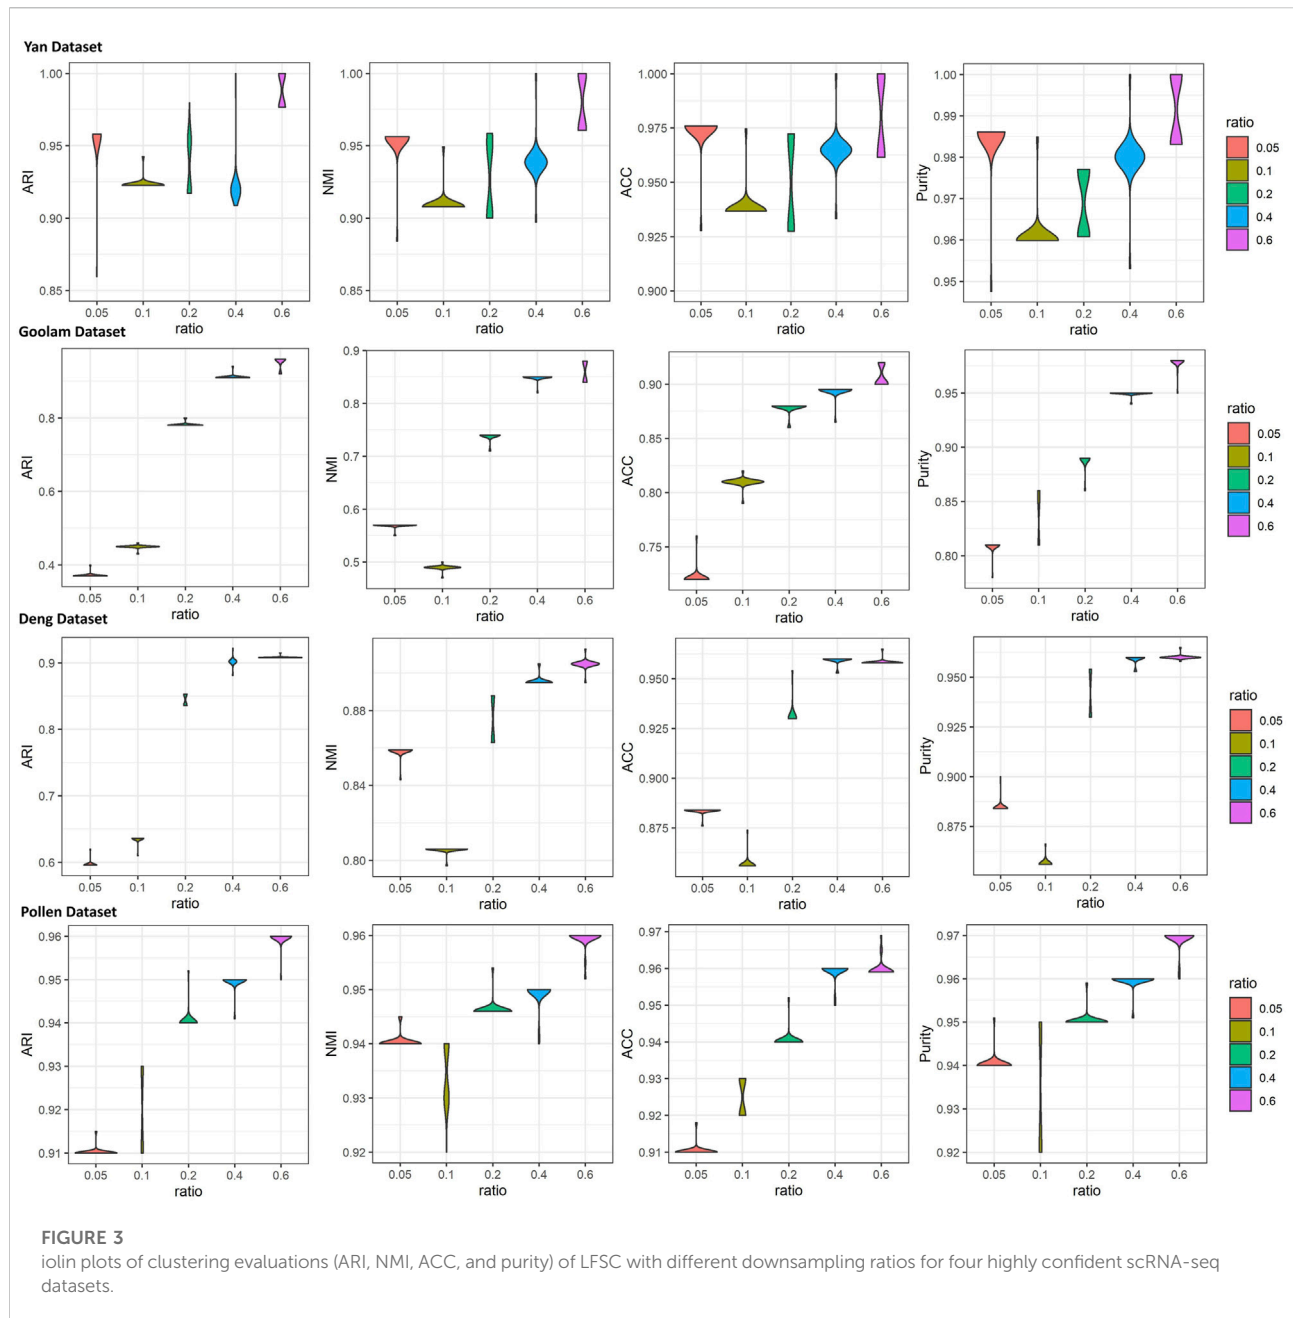 Yan Dataset
ARI
1.00
0.95
0.90
0.85
0.05 0.1 0.2 0.4 0.6
ratio
NMI
1.00
0.95
0.90
0.85
0.05 0.1 0.2 0.4 0.6
ratio
ACC
1.000
0.975
0.950
0.925
0.900
0.05 0.1 0.2 0.4 0.6
ratio
Purity
1.00
0.99
0.98
0.97
0.96
0.95
0.05 0.1 0.2 0.4 0.6
ratio
ratio
0.05
0.1
0.2
0.4
0.6
Goolam Dataset
ARI
0.8
0.6
0.4
0.05 0.1 0.2 0.4 0.6
ratio
NMI
0.9
0.8
0.7
0.6
0.5
0.05 0.1 0.2 0.4 0.6
ratio
ACC
0.90
0.85
0.80
0.75
0.05 0.1 0.2 0.4 0.6
ratio
Purity
0.95
0.90
0.85
0.80
0.05 0.1 0.2 0.4 0.6
ratio
ratio
0.05
0.1
0.2
0.4
0.6
Deng Dataset
ARI
0.9
0.8
0.7
0.6
0.05 0.1 0.2 0.4 0.6
ratio
NMI
0.88
0.84
0.80
0.05 0.1 0.2 0.4 0.6
ratio
ACC
0.950
0.925
0.900
0.875
0.05 0.1 0.2 0.4 0.6
ratio
Purity
0.950
0.925
0.900
0.875
0.05 0.1 0.2 0.4 0.6
ratio
ratio
0.05
0.1
0.2
0.4
0.6
Pollen Dataset
ARI
0.96
0.95
0.94
0.93
0.92
0.91
0.05 0.1 0.2 0.4 0.6
ratio
NMI
0.96
0.95
0.94
0.93
0.92
0.05 0.1 0.2 0.4 0.6
ratio
ACC
0.97
0.96
0.95
0.94
0.93
0.92
0.91
0.05 0.1 0.2 0.4 0.6
ratio
Purity
0.97
0.96
0.95
0.94
0.93
0.92
0.05 0.1 0.2 0.4 0.6
ratio
ratio
0.05
0.1
0.2
0.4
0.6
FIGURE 3
iolin plots of clustering evaluations (ARI, NMI, ACC, and purity) of LFSC with different downsampling ratios for four highly confident scRNA-seq
datasets.